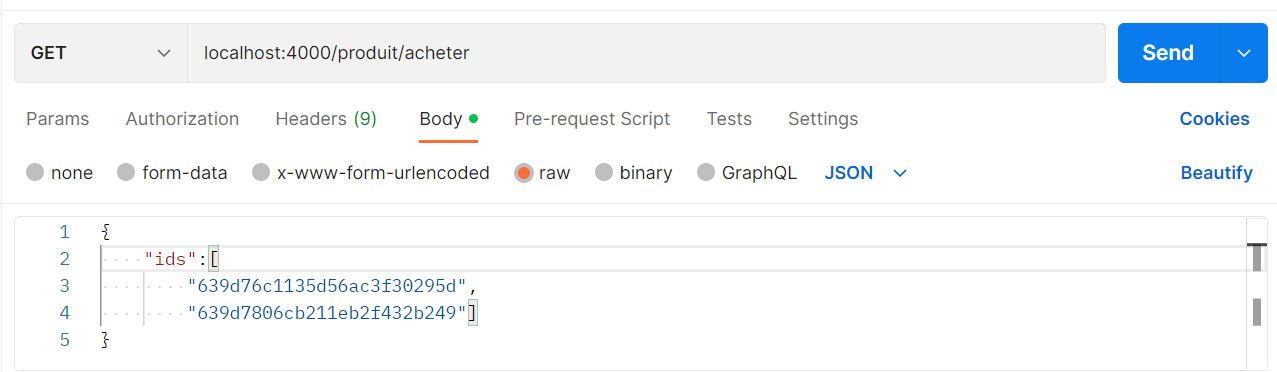 GET localhost:4000/produit/acheter Send
Params Authorization Headers (9) Body Pre-request Script Tests Settings Cookies
none form-data x-www-form-urlencoded raw binary GraphQL JSON Beautify
1 {
2 "ids":[
3 "639d76c1135d56ac3f30295d",
4 "639d7806cb211eb2f432b249"]
5 }